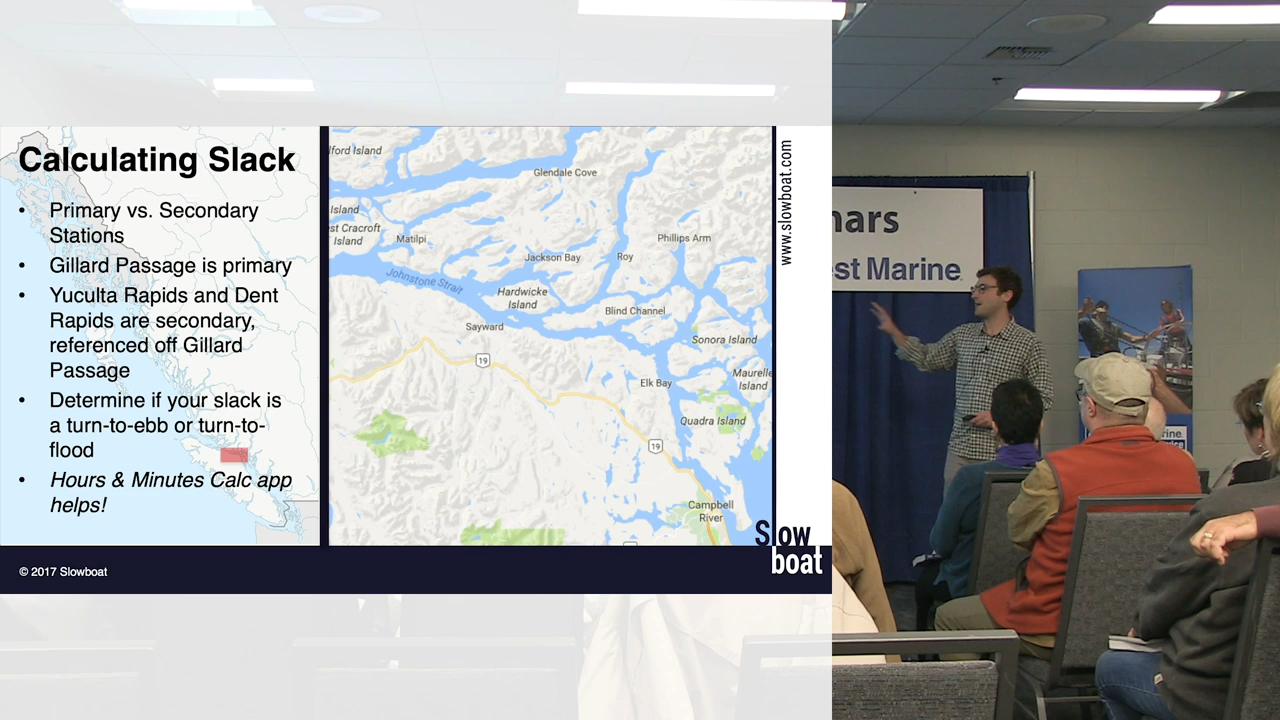 Calculating Slack
• Primary vs. Secondary
Stations
• Gillard Passage is primary
• Yuculta Rapids and Dent
Rapids are secondary,
referenced off Gillard
Passage
• Determine if your slack is
a turn-to-ebb or turn-to-
flood
• Hours & Minutes Calc app
helps!
© 2017 Slowboat
lford Island
Glendale Cove
Island
est Cracroft
Island
Matilpi
Phillips Arm
Jackson Bay
Roy
Johnstone Strait
Hardwicke
Island
Blind Channel
Sayward
Sonora Island
19
Maurelle
Island
Elk Bay
Quadra Island
19
Campbell
River
www.slowboat.com
Slow
boat
nars
est Marine